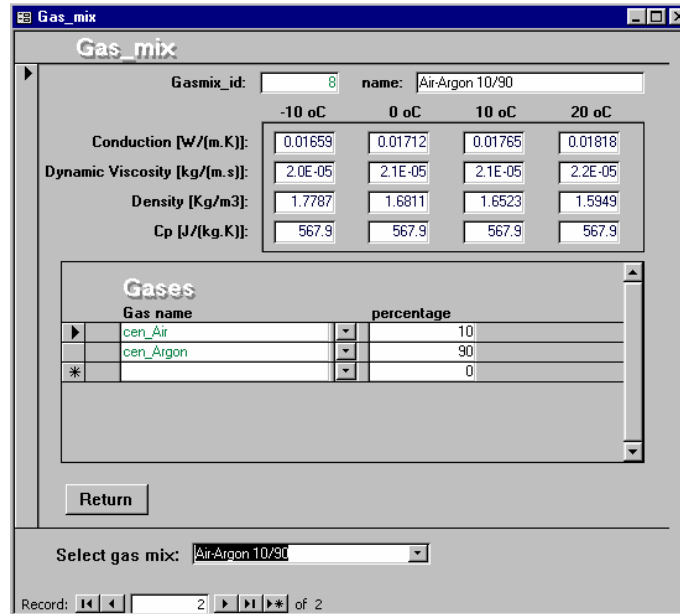 Gas_mix
Gas_mix
Gasmix_id: 8 name: Air-Argon 10/90
-10 oC 0 oC 10 oC 20 oC
Conduction [W/(m.K)]: 0.01659 0.01712 0.01765 0.01818
Dynamic Viscosity [kg/(m.s)]: 2.0E-05 2.1E-05 2.1E-05 2.2E-05
Density [Kg/m3]: 1.7787 1.6811 1.6523 1.5949
Cp [J/(kg.K)]: 567.9 567.9 567.9 567.9
Gases
Gas name percentage
cen_Air 10
cen_Argon 90
0
Return
Select gas mix: Air-Argon 10/90
Record: 2 of 2